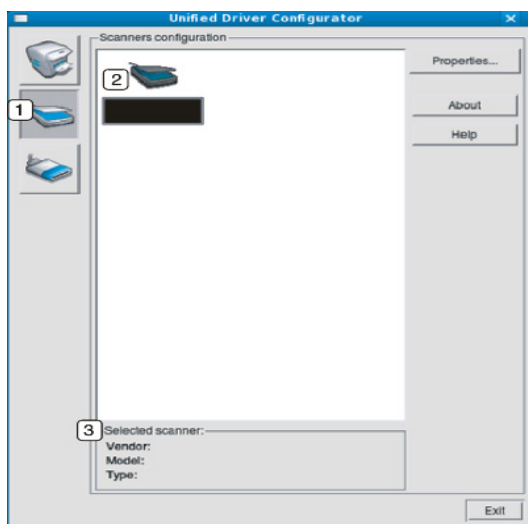 Unified Driver Configurator
Scanners configuration
Properties...
2
1
About
Help
3
Selected scanner:
Vendor:
Model:
Type:
Exit